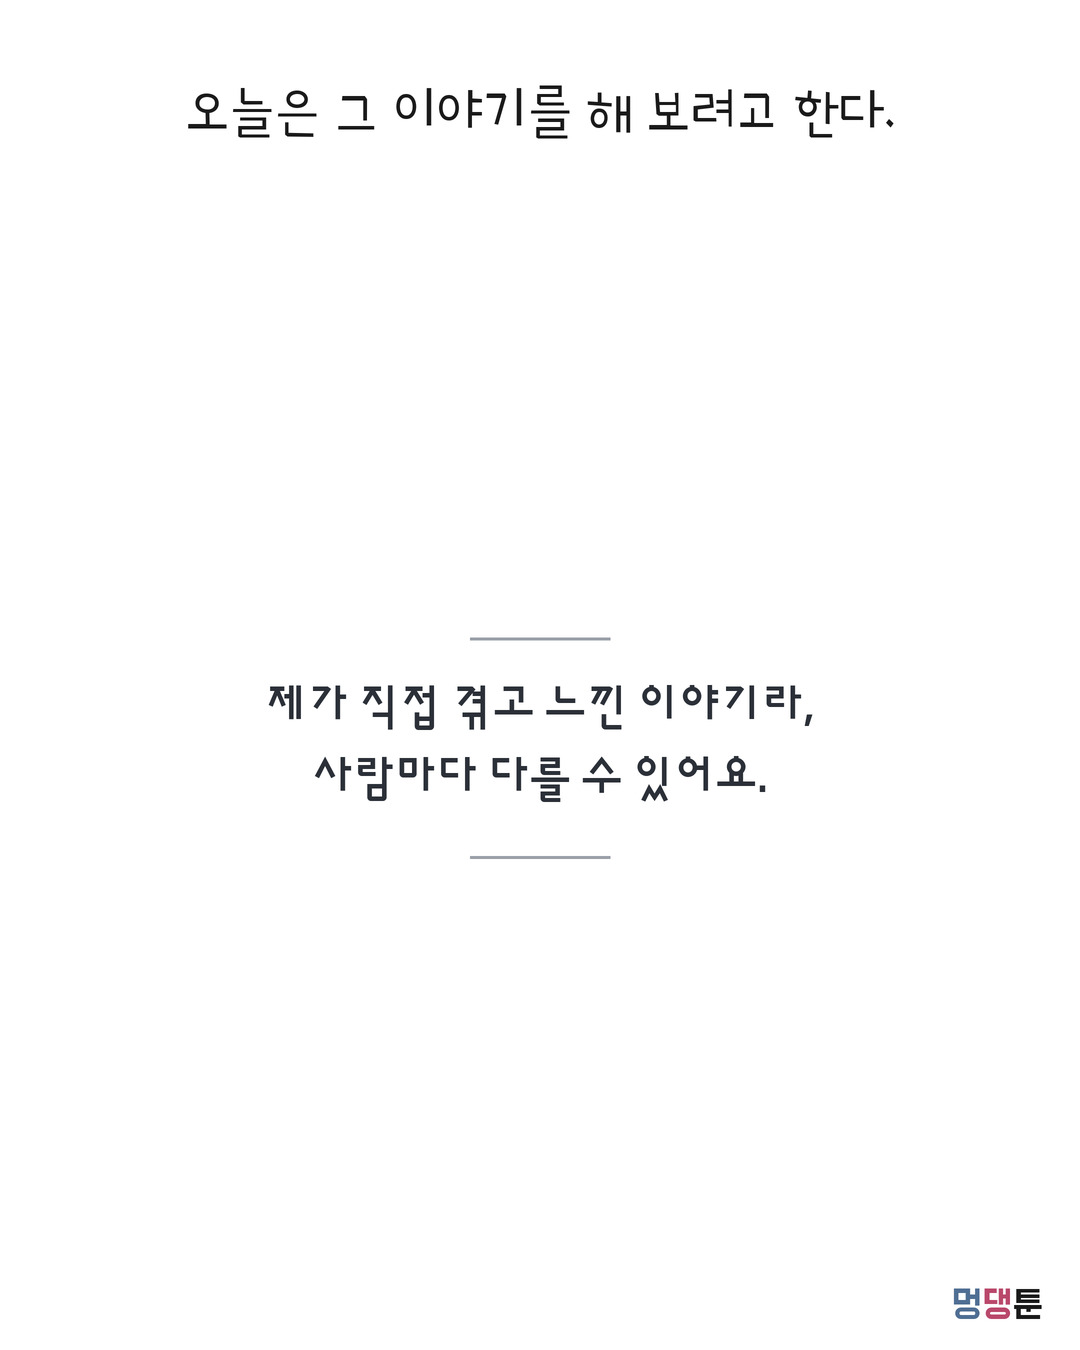 오늘은 그 이야기를 해 보려고 한다.
제가 직접 겪고 느낀 이야기라,
사람마다 다를 수 있어요.
멍댕툰